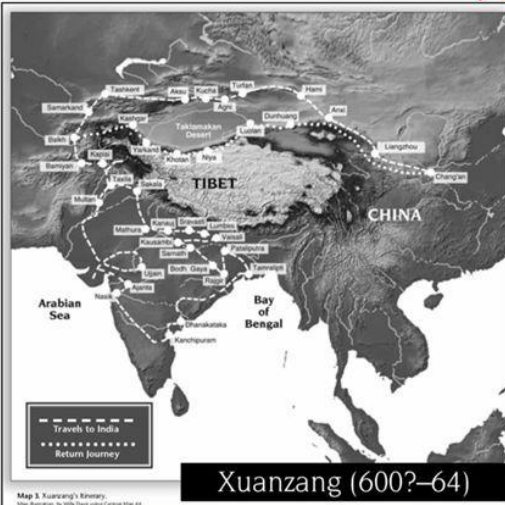 Tashkent
Aksu
Kucha
Turfan
Hami
Samarkand
Agni
Anxi
Kashgar
Taklamakan
Desert
Dunhuang
Loulan
Balkh
Liangzhou
Kapisi
Yarkand
Khotan
Niya
Bamiyan
Chang'an
Taxila
Sakala
TIBET
Multan
CHINA
Kanauj
Sravasti
Lumbini
Mathura
Kausambi
Vaisali
Sarnath
Pataliputra
Bodh. Gaya
Tamralipti
Ujjain
Rajgir
Ajanta
Nasik
Arabian
Sea
Bay
of
Bengal
Dhanakataka
Kanchipuram
Travels to India
Return Journey
Xuanzang (600?–64)
Map 3. Xuanzang's Itinerary.